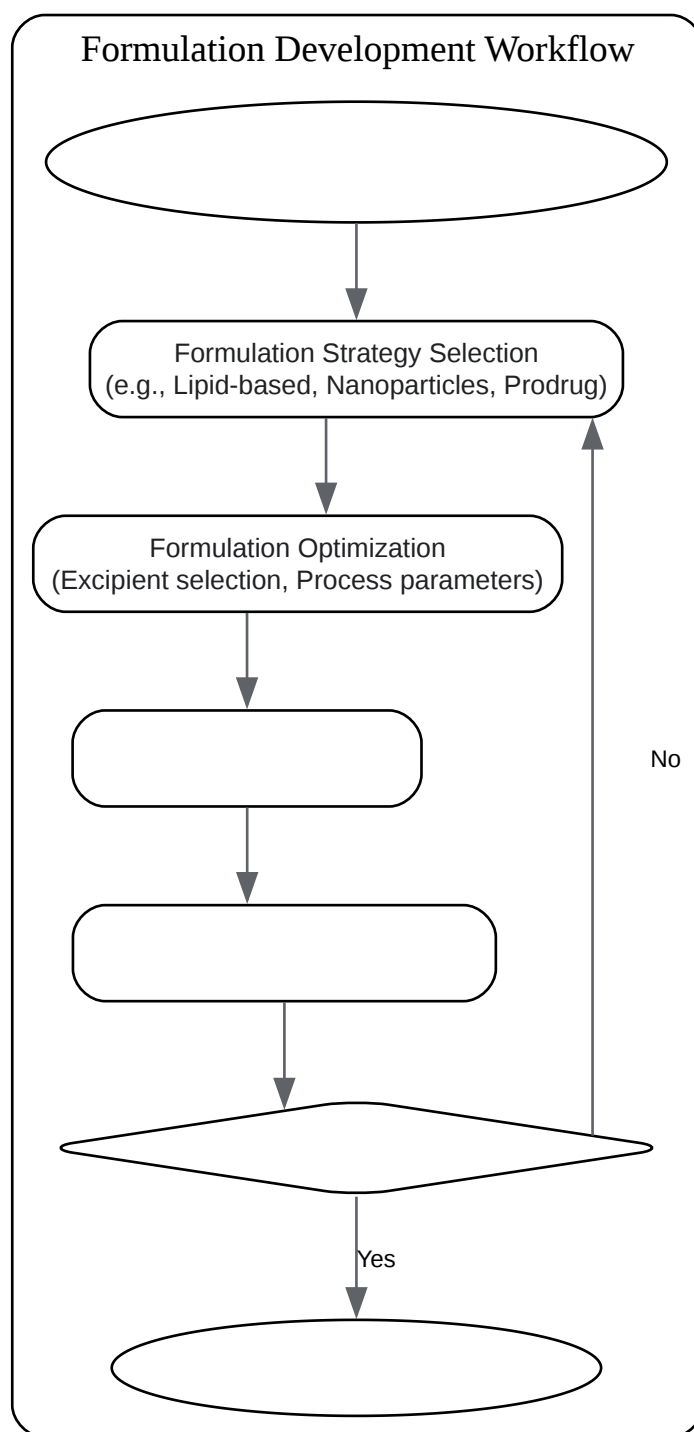 Formulation Development Workflow
Formulation Strategy Selection
(e.g., Lipid-based, Nanoparticles, Prodrug)
Formulation Optimization
(Excipient selection, Process parameters)
No
Yes